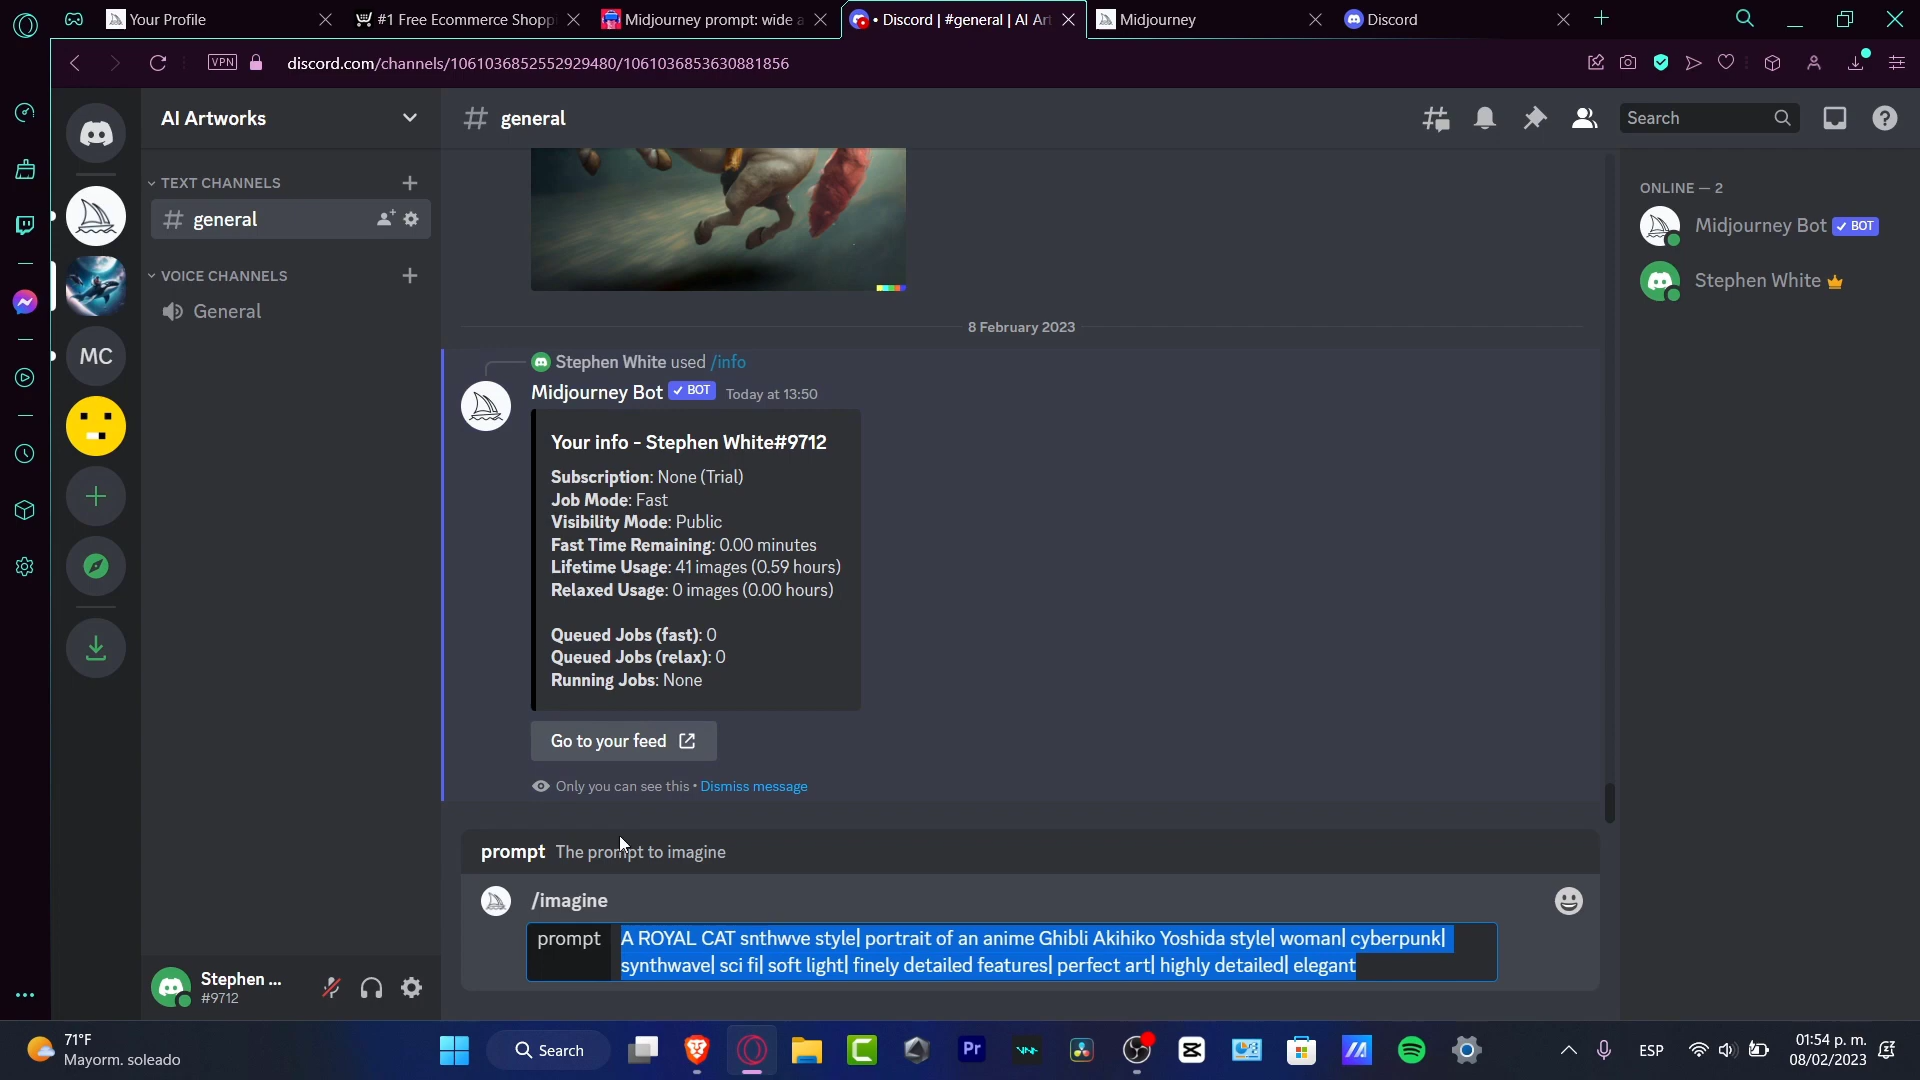 Your Profile
#1 Free Ecommerce Shopp
Midjourney prompt: wide a
• Discord | #general | AI Art
Midjourney
Discord
VPN
discord.com/channels/1061036852552929480/1061036853630881856
AI Artworks
general
Search
TEXT CHANNELS
general
VOICE CHANNELS
General
MC
8 February 2023
Stephen White used /info
Midjourney Bot ✓ BOT Today at 13:50
Your info - Stephen White#9712
Subscription: None (Trial)
Job Mode: Fast
Visibility Mode: Public
Fast Time Remaining: 0.00 minutes
Lifetime Usage: 41 images (0.59 hours)
Relaxed Usage: 0 images (0.00 hours)
Queued Jobs (fast): 0
Queued Jobs (relax): 0
Running Jobs: None
Go to your feed
Only you can see this • Dismiss message
prompt The prompt to imagine
/imagine
prompt A ROYAL CAT snthwve style| portrait of an anime Ghibli Akihiko Yoshida style| woman| cyberpunk|
synthwave| sci fi| soft light| finely detailed features| perfect art| highly detailed| elegant
ONLINE — 2
Midjourney Bot ✓ BOT
Stephen White
Stephen ...
#9712
71°F
Mayorm. soleado
Search
Pr
ESP
01:54 p. m.
08/02/2023